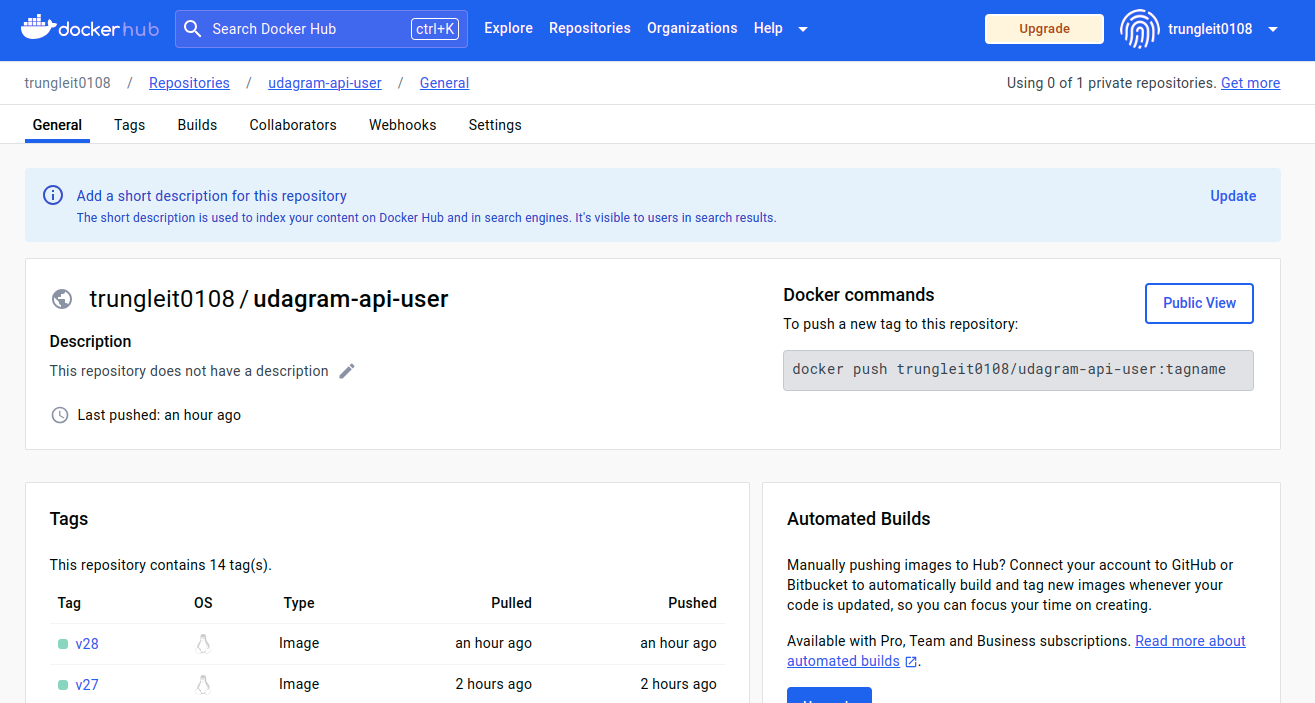 docker hub
Search Docker Hub
ctrl+K
Explore
Repositories
Organizations
Help
Upgrade
trungleit0108
trungleit0108 / Repositories / udagram-api-user / General
Using 0 of 1 private repositories. Get more
General
Tags
Builds
Collaborators
Webhooks
Settings
Add a short description for this repository
Update
The short description is used to index your content on Docker Hub and in search engines. It's visible to users in search results.
trungleit0108 / udagram-api-user
Description
This repository does not have a description
Last pushed: an hour ago
Docker commands
Public View
To push a new tag to this repository:
docker push trungleit0108/udagram-api-user:tagname
Tags
This repository contains 14 tag(s).
Tag OS Type Pulled Pushed
v28 Image an hour ago an hour ago
v27 Image 2 hours ago 2 hours ago
Automated Builds
Manually pushing images to Hub? Connect your account to GitHub or
Bitbucket to automatically build and tag new images whenever your
code is updated, so you can focus your time on creating.
Available with Pro, Team and Business subscriptions. Read more about
automated builds.